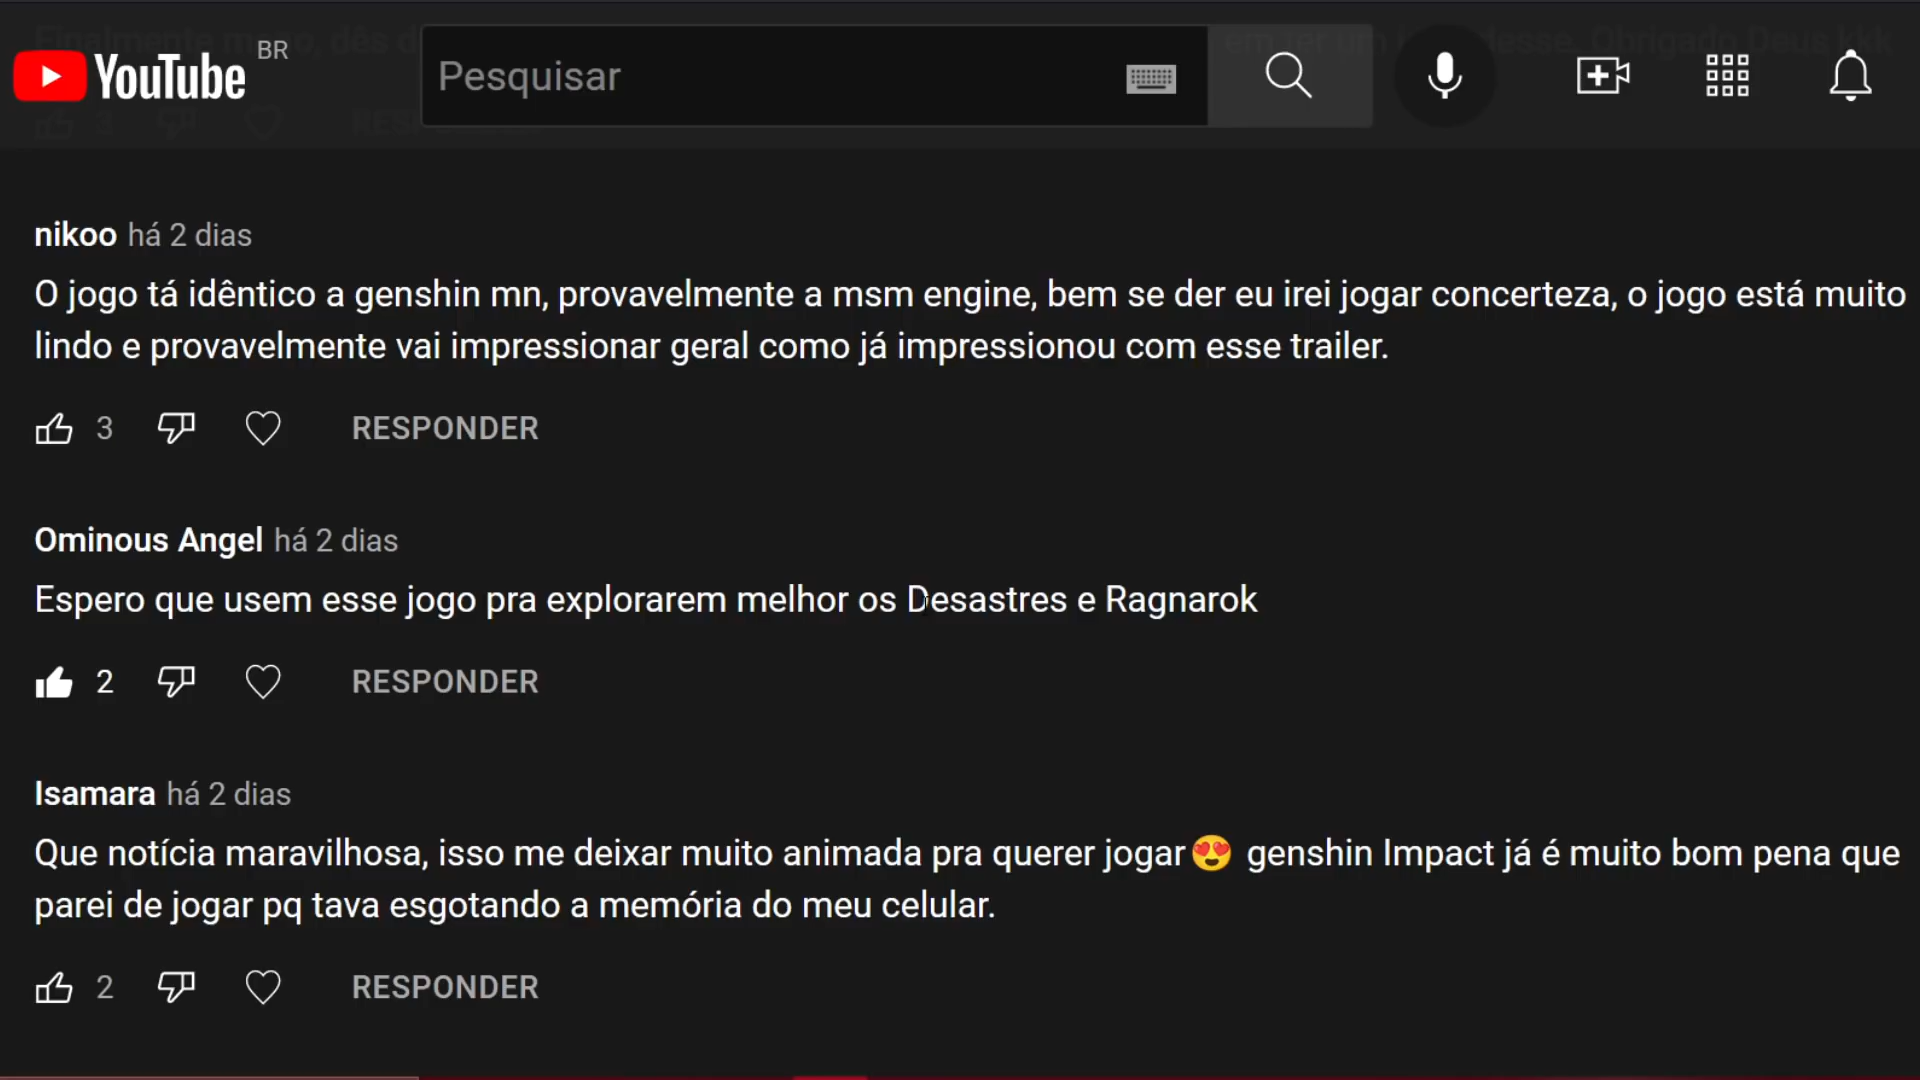 YouTube BR
Pesquisar
nikoo há 2 dias
O jogo tá idêntico a genshin mn, provavelmente a msm engine, bem se der eu irei jogar concerteza, o jogo está muito
lindo e provavelmente vai impressionar geral como já impressionou com esse trailer.
3 RESPONDER
Ominous Angel há 2 dias
Espero que usem esse jogo pra explorarem melhor os Desastres e Ragnarok
2 RESPONDER
Isamara há 2 dias
Que notícia maravilhosa, isso me deixar muito animada pra querer jogar😍 genshin Impact já é muito bom pena que
parei de jogar pq tava esgotando a memória do meu celular.
2 RESPONDER